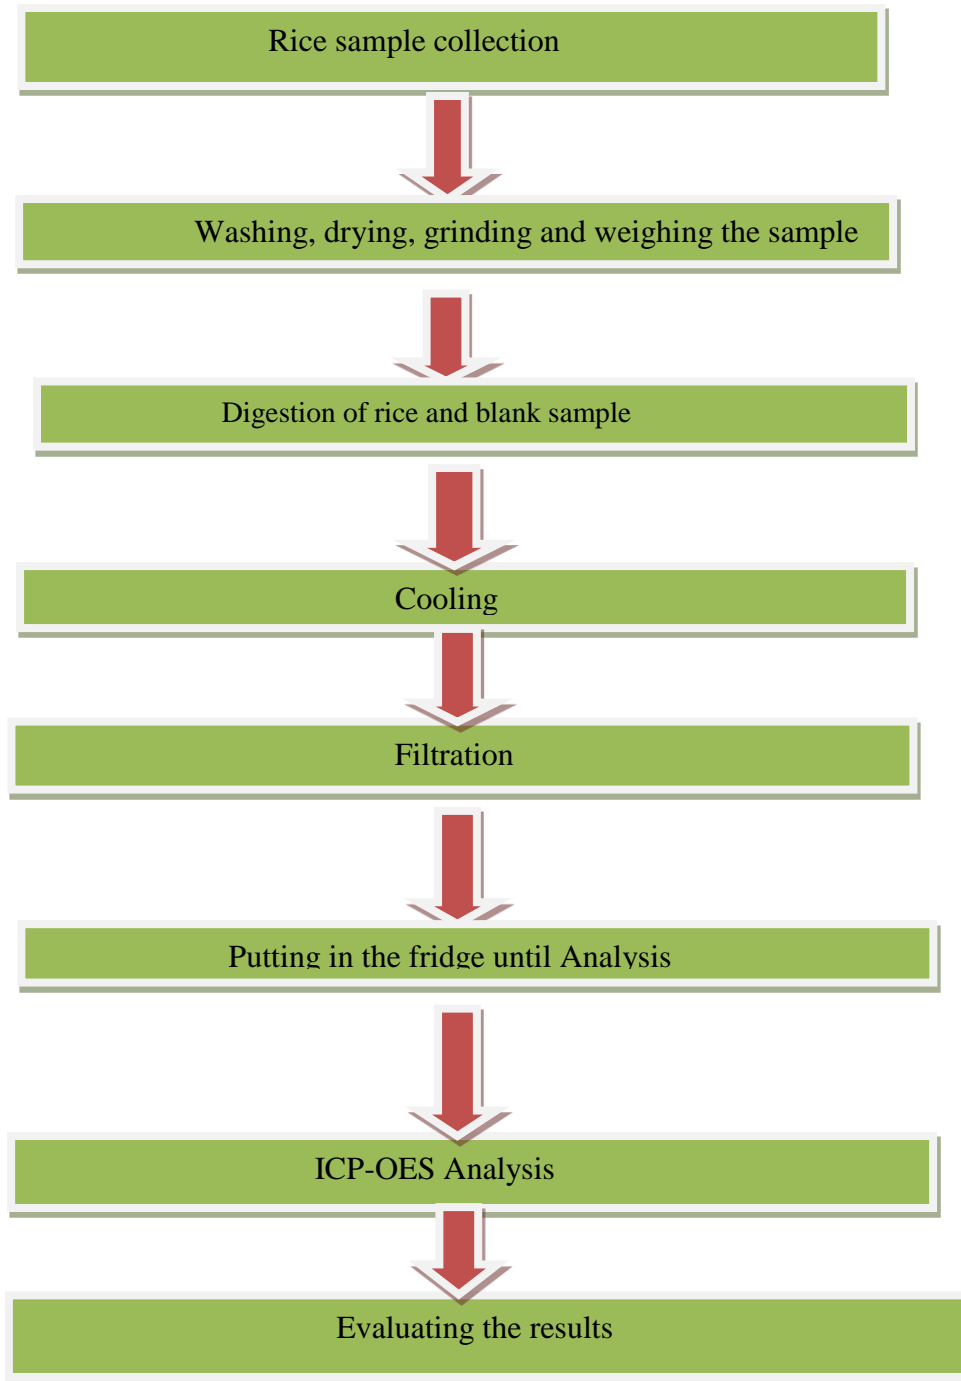 Rice sample collection
Washing, drying, grinding and weighing the sample
Digestion of rice and blank sample
Cooling
Filtration
Putting in the fridge until Analysis
ICP-OES Analysis
Evaluating the results